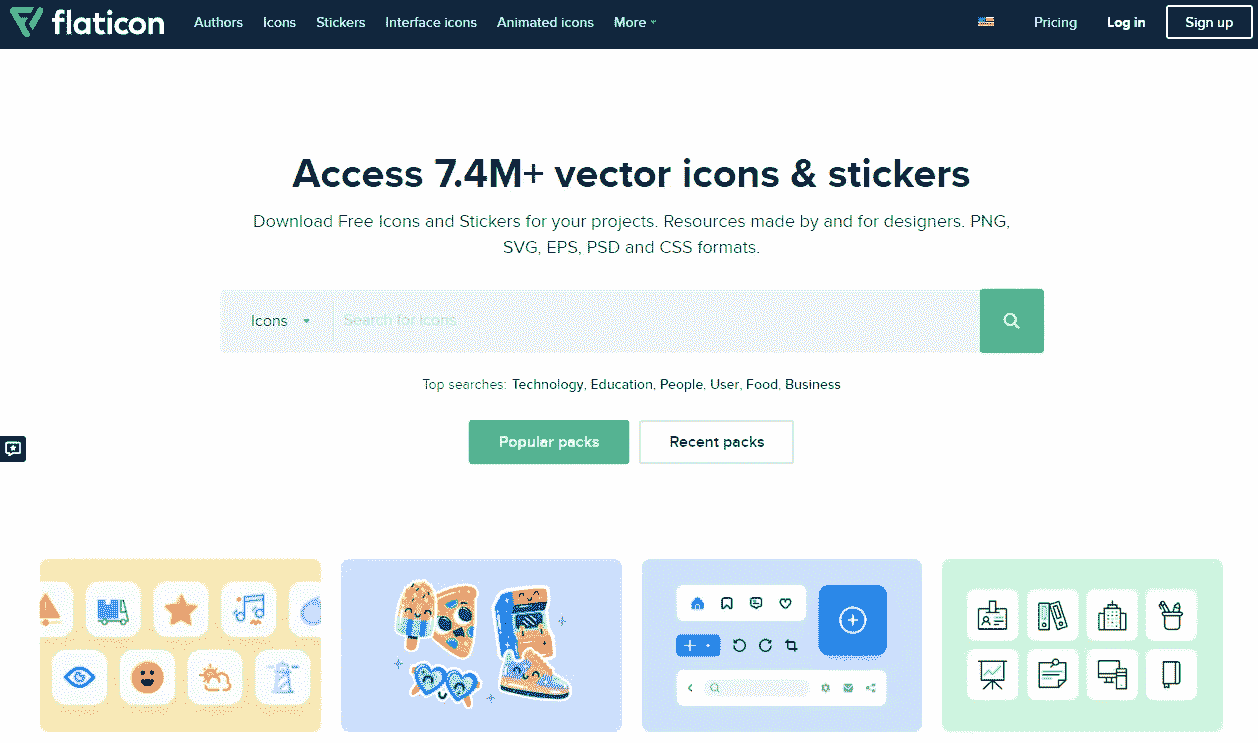 flaticon Authors Icons Stickers Interface icons Animated icons More Pricing Log in Sign up
Access 7.4M+ vector icons & stickers
Download Free Icons and Stickers for your projects. Resources made by and for designers. PNG,
SVG, EPS, PSD and CSS formats.
Icons Search for icons
Top searches: Technology, Education, People, User, Food, Business
Popular packs Recent packs